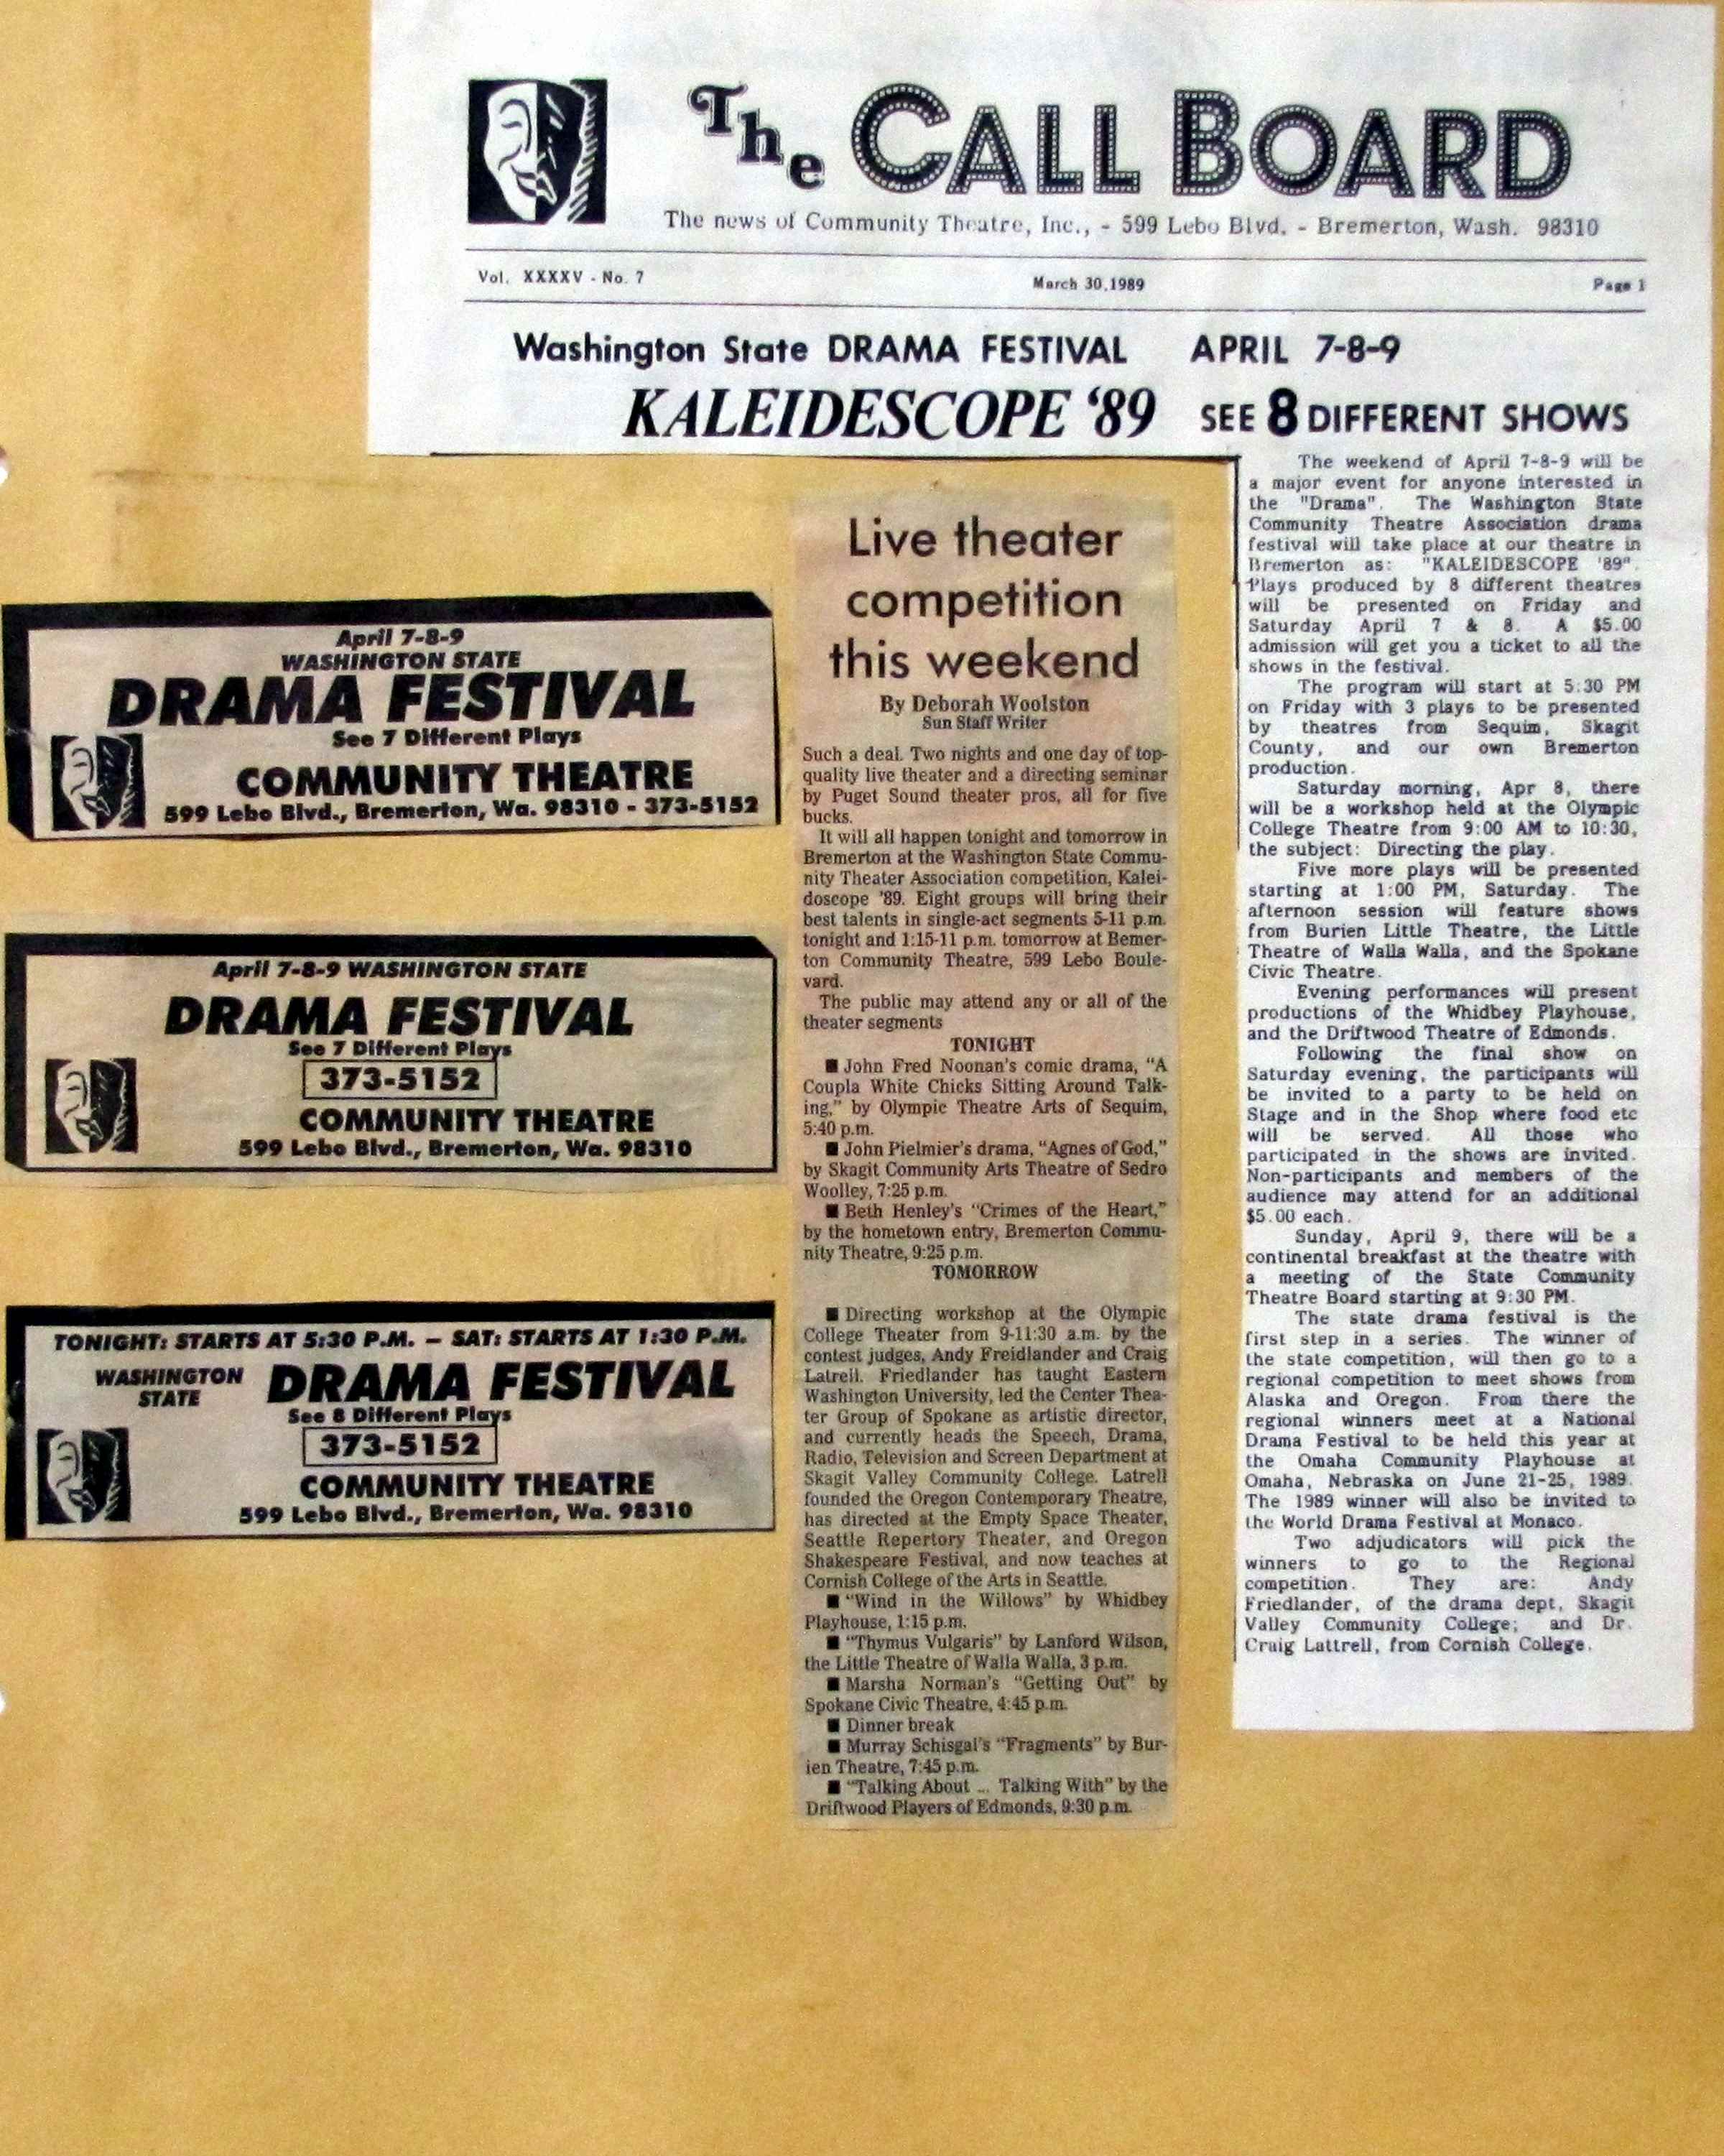 The CALL BOARD
The news of Community Theatre, Inc., - 599 Lebo Blvd. - Bremerton, Wash. 98310
Vol. XXXXV - No. 7 March 30,1989 Page 1
Washington State DRAMA FESTIVAL APRIL 7-8-9
KALEIDESCOPE '89 SEE 8 DIFFERENT SHOWS
April 7-8-9
WASHINGTON STATE
DRAMA FESTIVAL
See 7 Different Plays
COMMUNITY THEATRE
599 Lebo Blvd., Bremerton, Wa. 98310 - 373-5152
April 7-8-9 WASHINGTON STATE
DRAMA FESTIVAL
See 7 Different Plays
373-5152
COMMUNITY THEATRE
599 Lebo Blvd., Bremerton, Wa. 98310
TONIGHT: STARTS AT 5:30 P.M. – SAT: STARTS AT 1:30 P.M.
WASHINGTON
STATE
DRAMA FESTIVAL
See 8 Different Plays
373-5152
COMMUNITY THEATRE
599 Lebo Blvd., Bremerton, Wa. 98310
Live theater
competition
this weekend
By Deborah Woolston
Sun Staff Writer
Such a deal. Two nights and one day of top-
quality live theater and a directing seminar
by Puget Sound theater pros, all for five
bucks.
It will all happen tonight and tomorrow in
Bremerton at the Washington State Commu-
nity Theater Association competition, Kalei-
doscope '89. Eight groups will bring their
best talents in single-act segments 5-11 p.m.
tonight and 1:15-11 p.m. tomorrow at Bemer-
ton Community Theatre, 599 Lebo Boule-
vard.
The public may attend any or all of the
theater segments
TONIGHT
■ John Fred Noonan's comic drama, "A
Coupla White Chicks Sitting Around Talk-
ing," by Olympic Theatre Arts of Sequim,
5:40 p.m.
■ John Pielmier's drama, "Agnes of God,"
by Skagit Community Arts Theatre of Sedro
Woolley, 7:25 p.m.
■ Beth Henley's "Crimes of the Heart,"
by the hometown entry, Bremerton Commu-
nity Theatre, 9:25 p.m.
TOMORROW
■ Directing workshop at the Olympic
College Theater from 9-11:30 a.m. by the
contest judges, Andy Freidlander and Craig
Latrell. Friedlander has taught Eastern
Washington University, led the Center Thea-
ter Group of Spokane as artistic director,
and currently heads the Speech, Drama,
Radio, Television and Screen Department at
Skagit Valley Community College. Latrell
founded the Oregon Contemporary Theatre,
has directed at the Empty Space Theater,
Seattle Repertory Theater, and Oregon
Shakespeare Festival, and now teaches at
Cornish College of the Arts in Seattle.
■ "Wind in the Willows" by Whidbey
Playhouse, 1:15 p.m.
■ "Thymus Vulgaris" by Lanford Wilson,
the Little Theatre of Walla Walla, 3 p.m.
■ Marsha Norman's "Getting Out" by
Spokane Civic Theatre, 4:45 p.m.
■ Dinner break
■ Murray Schisgal's "Fragments" by Bur-
ien Theatre, 7:45 p.m.
■ "Talking About ... Talking With" by the
Driftwood Players of Edmonds, 9:30 p.m.
The weekend of April 7-8-9 will be
a major event for anyone interested in
the "Drama". The Washington State
Community Theatre Association drama
festival will take place at our theatre in
Bremerton as: "KALEIDESCOPE '89".
Plays produced by 8 different theatres
will be presented on Friday and
Saturday April 7 & 8. A $5.00
admission will get you a ticket to all the
shows in the festival.
The program will start at 5:30 PM
on Friday with 3 plays to be presented
by theatres from Sequim, Skagit
County, and our own Bremerton
production.
Saturday morning, Apr 8, there
will be a workshop held at the Olympic
College Theatre from 9:00 AM to 10:30,
the subject: Directing the play.
Five more plays will be presented
starting at 1:00 PM, Saturday. The
afternoon session will feature shows
from Burien Little Theatre, the Little
Theatre of Walla Walla, and the Spokane
Civic Theatre.
Evening performances will present
productions of the Whidbey Playhouse,
and the Driftwood Theatre of Edmonds.
Following the final show on
Saturday evening, the participants will
be invited to a party to be held on
Stage and in the Shop where food etc
will be served. All those who
participated in the shows are invited.
Non-participants and members of the
audience may attend for an additional
$5.00 each.
Sunday, April 9, there will be a
continental breakfast at the theatre with
a meeting of the State Community
Theatre Board starting at 9:30 PM.
The state drama festival is the
first step in a series. The winner of
the state competition, will then go to a
regional competition to meet shows from
Alaska and Oregon. From there the
regional winners meet at a National
Drama Festival to be held this year at
the Omaha Community Playhouse at
Omaha, Nebraska on June 21-25, 1989.
The 1989 winner will also be invited to
the World Drama Festival at Monaco.
Two adjudicators will pick the
winners to go to the Regional
competition. They are: Andy
Friedlander, of the drama dept, Skagit
Valley Community College; and Dr.
Craig Lattrell, from Cornish College.